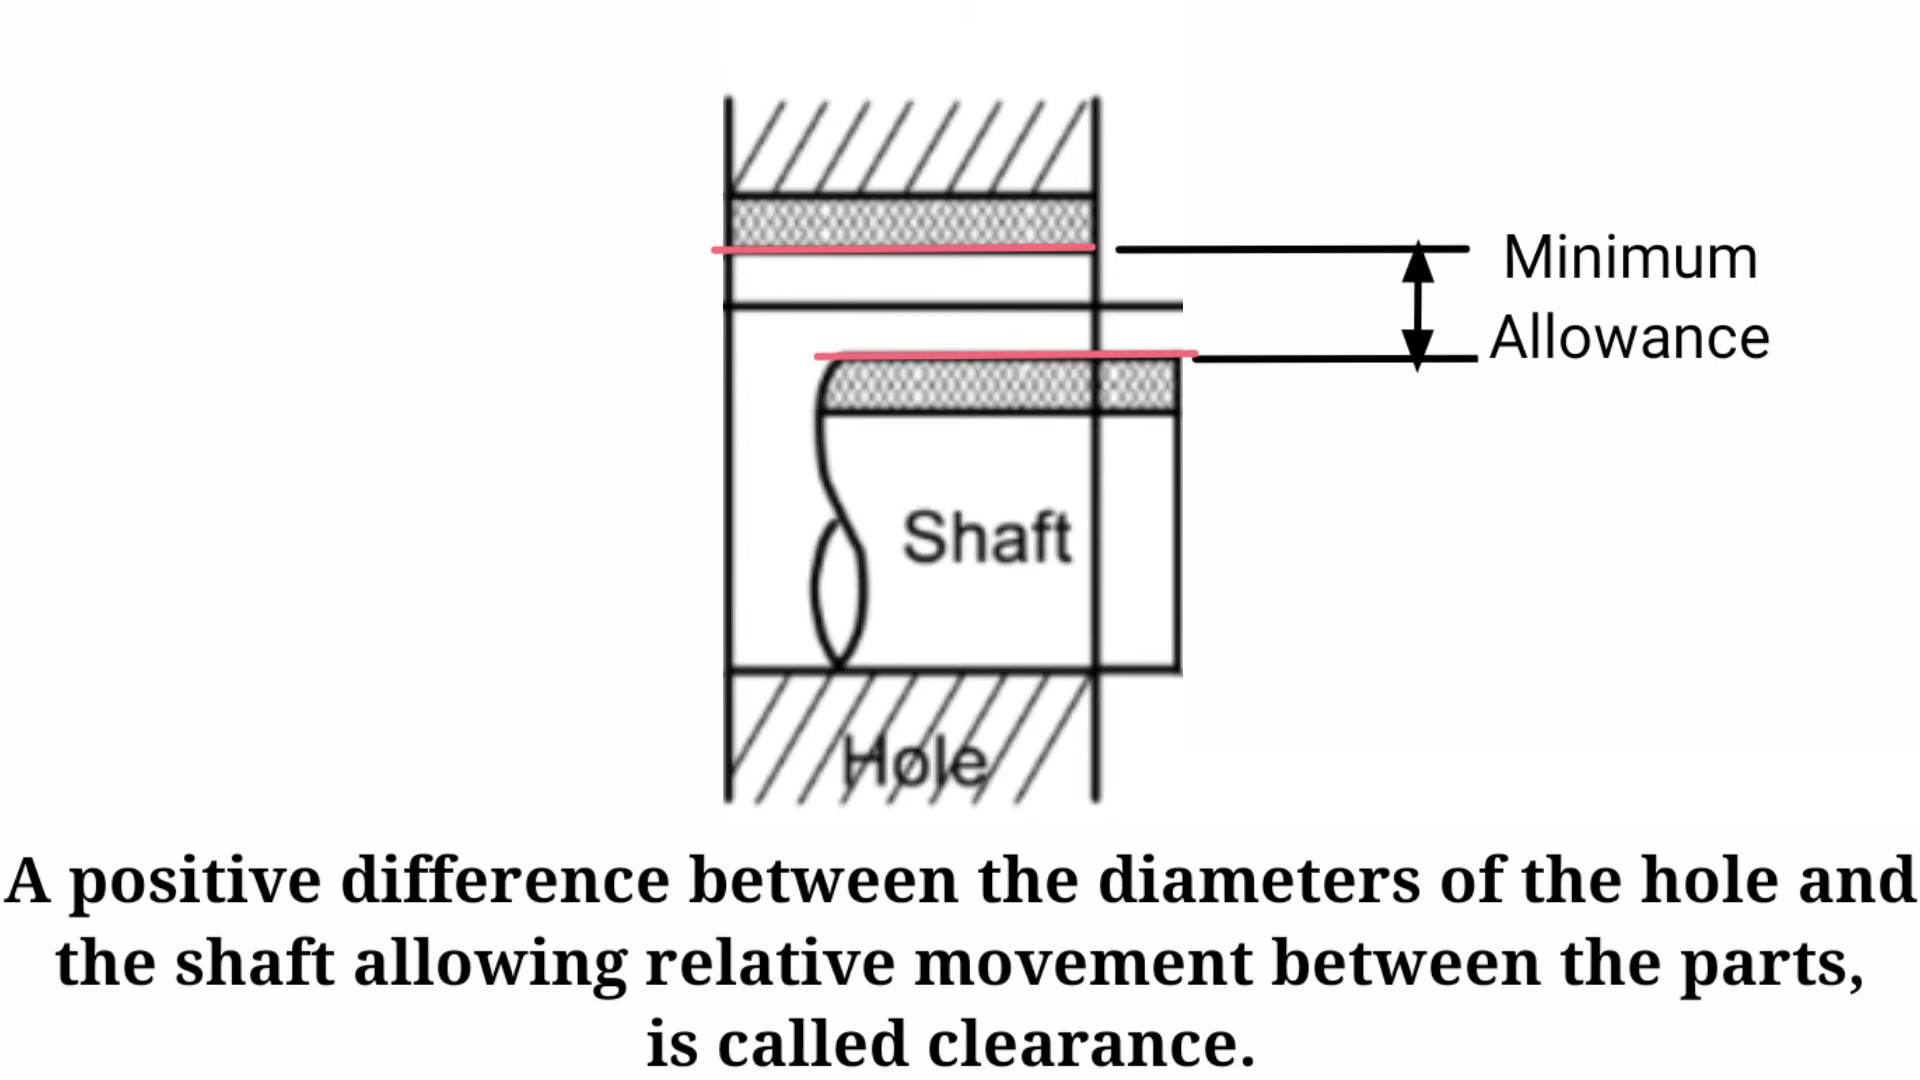 Minimum
Allowance
Shaft
Hole
A positive difference between the diameters of the hole and
the shaft allowing relative movement between the parts,
is called clearance.